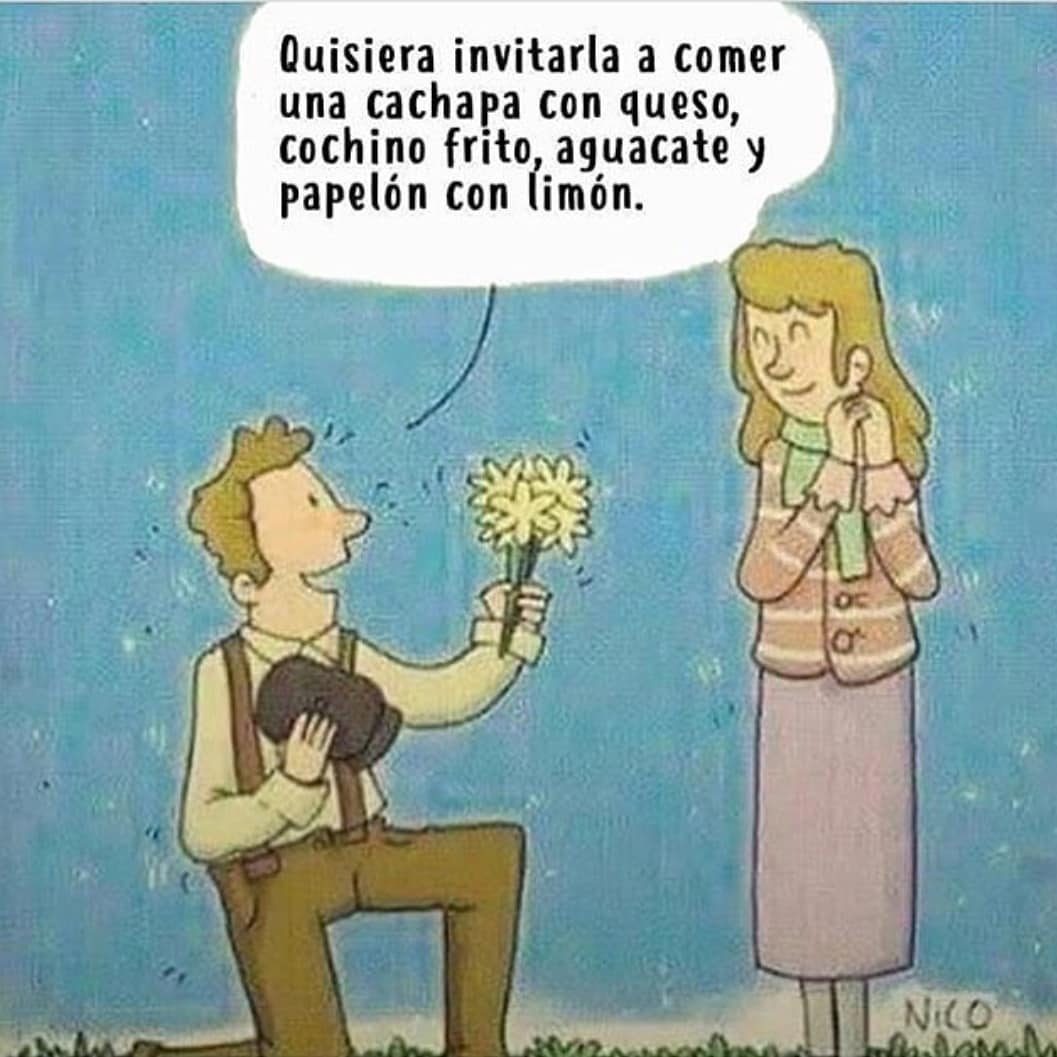 Quisiera invitarla a comer
una cachapa con queso,
cochino frito, aguacate y
papelón con limón.
NICO